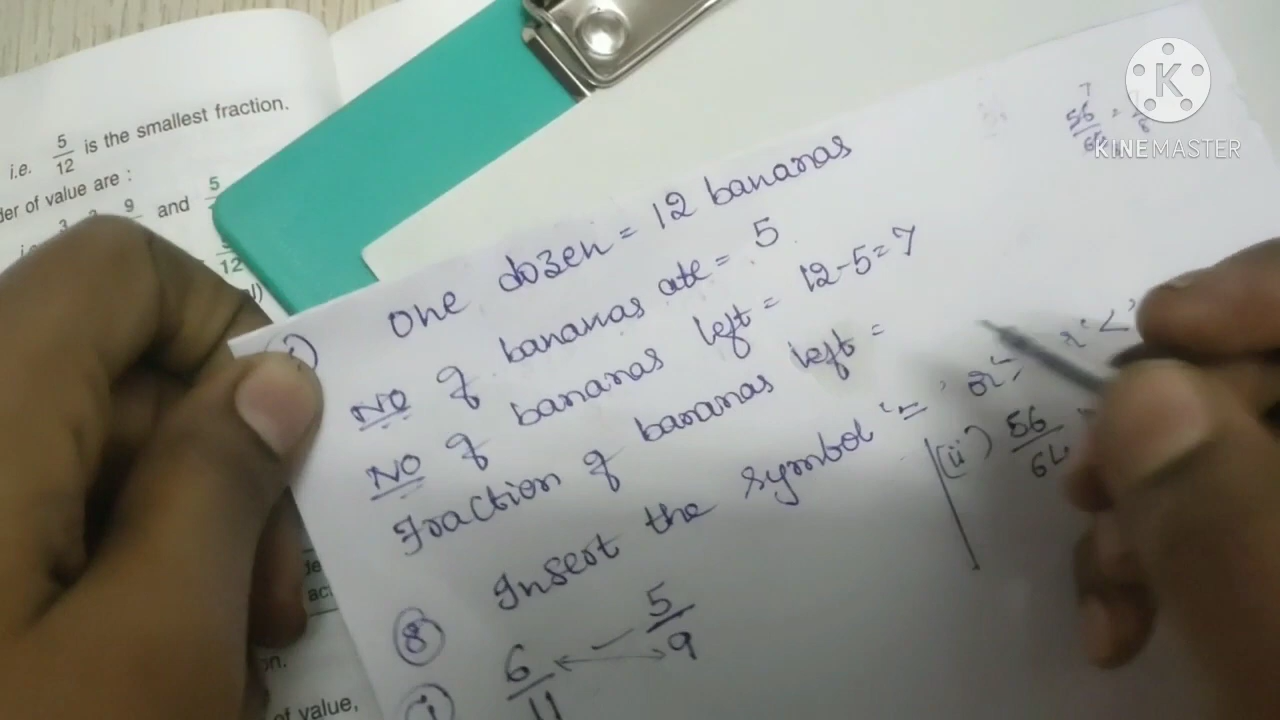 i.e. 5/12 is the smallest fraction.
der of value are :
9 and 5
12
One dozen = 12 bananas
No of bananas ate = 5
No of bananas left = 12-5=7
Fraction of bananas left =
⑧ Insert the symbol '=' or '>' or '<'
(i) 6/11 5/9
(ii) 56/64
56/64 = 7/8
of value,
K
KINEMASTER